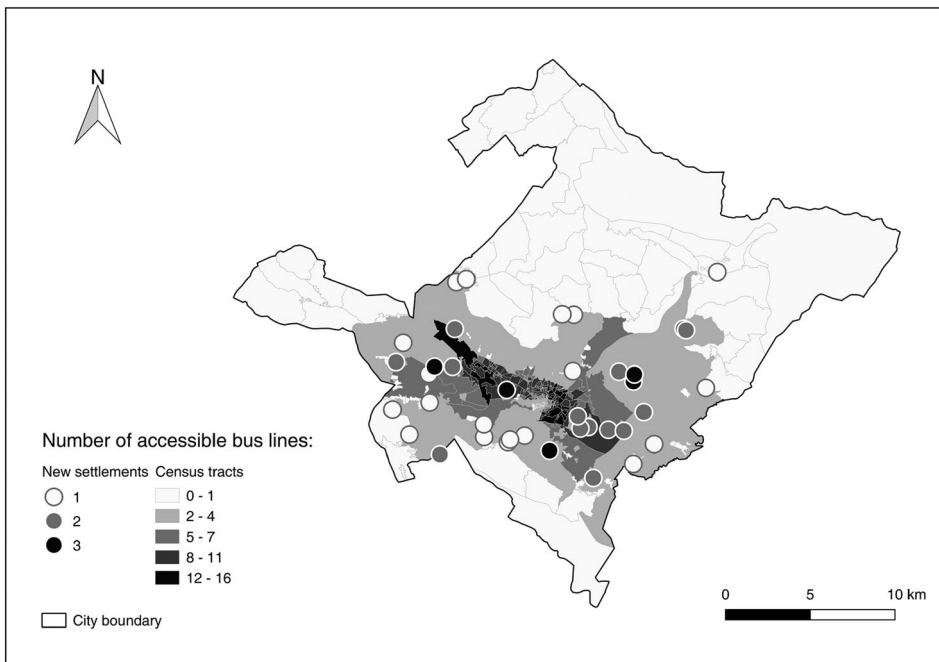 N
Number of accessible bus lines:
New settlements Census tracts
1 0 - 1
2 2 - 4
3 5 - 7
8 - 11
12 - 16
City boundary
0 5 10 km